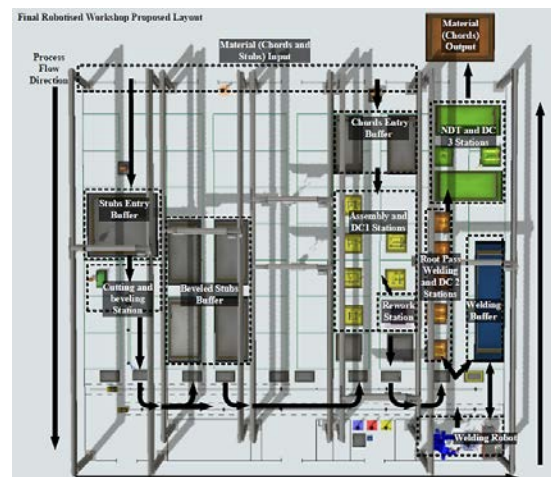 Final Robotised Workshop Proposed Layout
Material
(Chords)
Output
Material (Chords and
Stubs) Input
Process
Flow
Direction
Chords Entry
Buffer
NDT and DC
3 Stations
Stubs Entry
Buffer
Assembly and
DC1 Stations
Root Pass
Welding
and DC 2
Stations
Cutting and
beveling
Station
Beveled Stubs
Buffer
Rework
Station
Welding
Buffer
Welding Robot